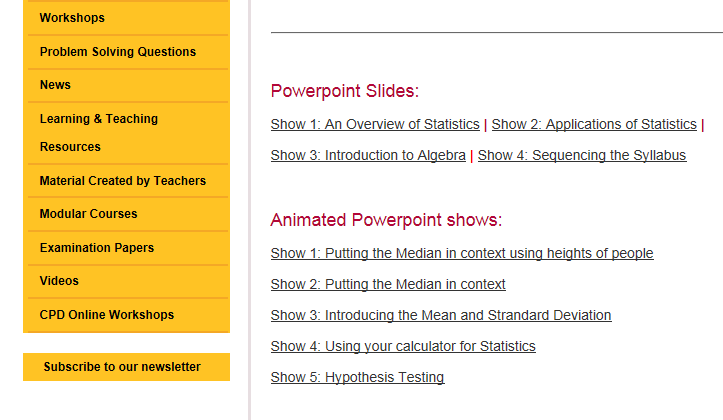 Workshops
Problem Solving Questions
News
Learning & Teaching
Resources
Material Created by Teachers
Modular Courses
Examination Papers
Videos
CPD Online Workshops
Subscribe to our newsletter
Powerpoint Slides:
Show 1: An Overview of Statistics | Show 2: Applications of Statistics |
Show 3: Introduction to Algebra | Show 4: Sequencing the Syllabus
Animated Powerpoint shows:
Show 1: Putting the Median in context using heights of people
Show 2: Putting the Median in context
Show 3: Introducing the Mean and Strandard Deviation
Show 4: Using your calculator for Statistics
Show 5: Hypothesis Testing